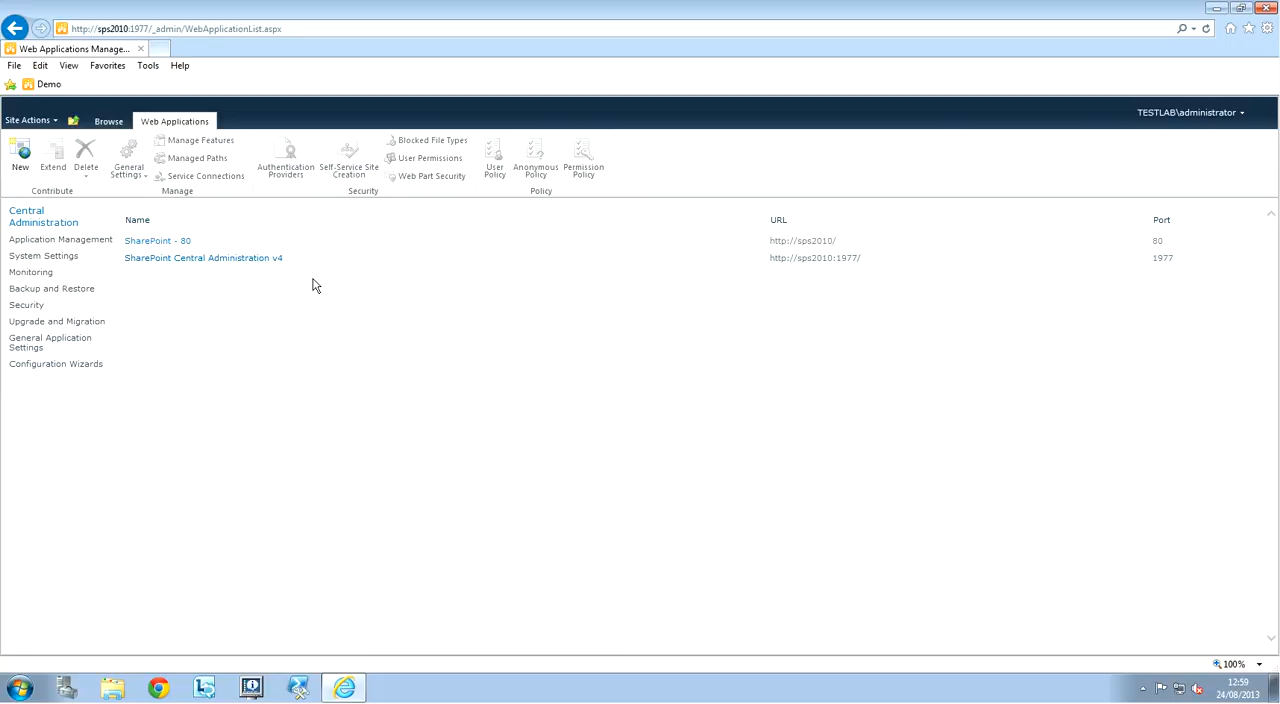 http://sps2010:1977/_admin/WebApplicationList.aspx
Web Applications Manage...
File Edit View Favorites Tools Help
Demo
Site Actions Browse Web Applications TESTLAB\administrator
New Extend Delete General Settings Manage Features Managed Paths Service Connections Authentication Providers Self-Service Site Creation Blocked File Types User Permissions Web Part Security User Policy Anonymous Policy Permission Policy
Contribute Manage Security Policy
Central
Administration
Application Management
System Settings
Monitoring
Backup and Restore
Security
Upgrade and Migration
General Application
Settings
Configuration Wizards
Name URL Port
SharePoint - 80 http://sps2010/ 80
SharePoint Central Administration v4 http://sps2010:1977/ 1977
100%
12:59
24/08/2013